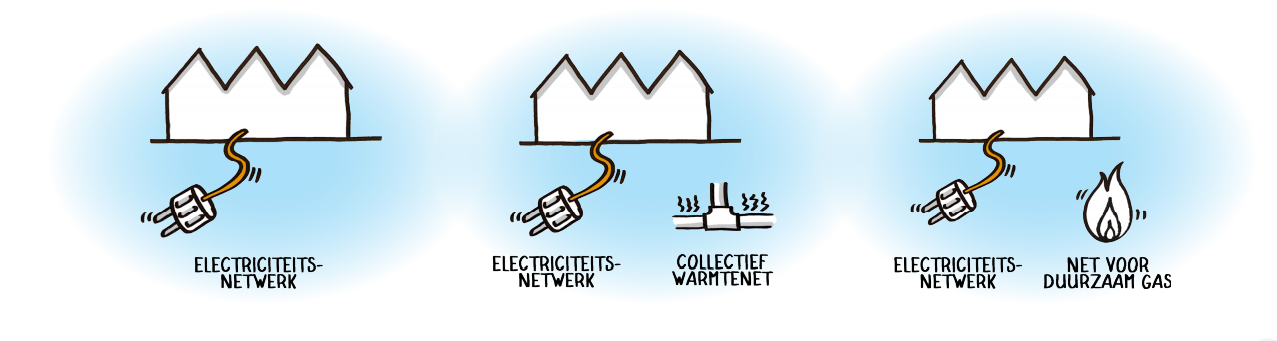 ELECTRICITEITS-
NETWERK
ELECTRICITEITS-
NETWERK
COLLECTIEF
WARMTENET
ELECTRICITEITS-
NETWERK
NET VOOR
DUURZAAM GAS